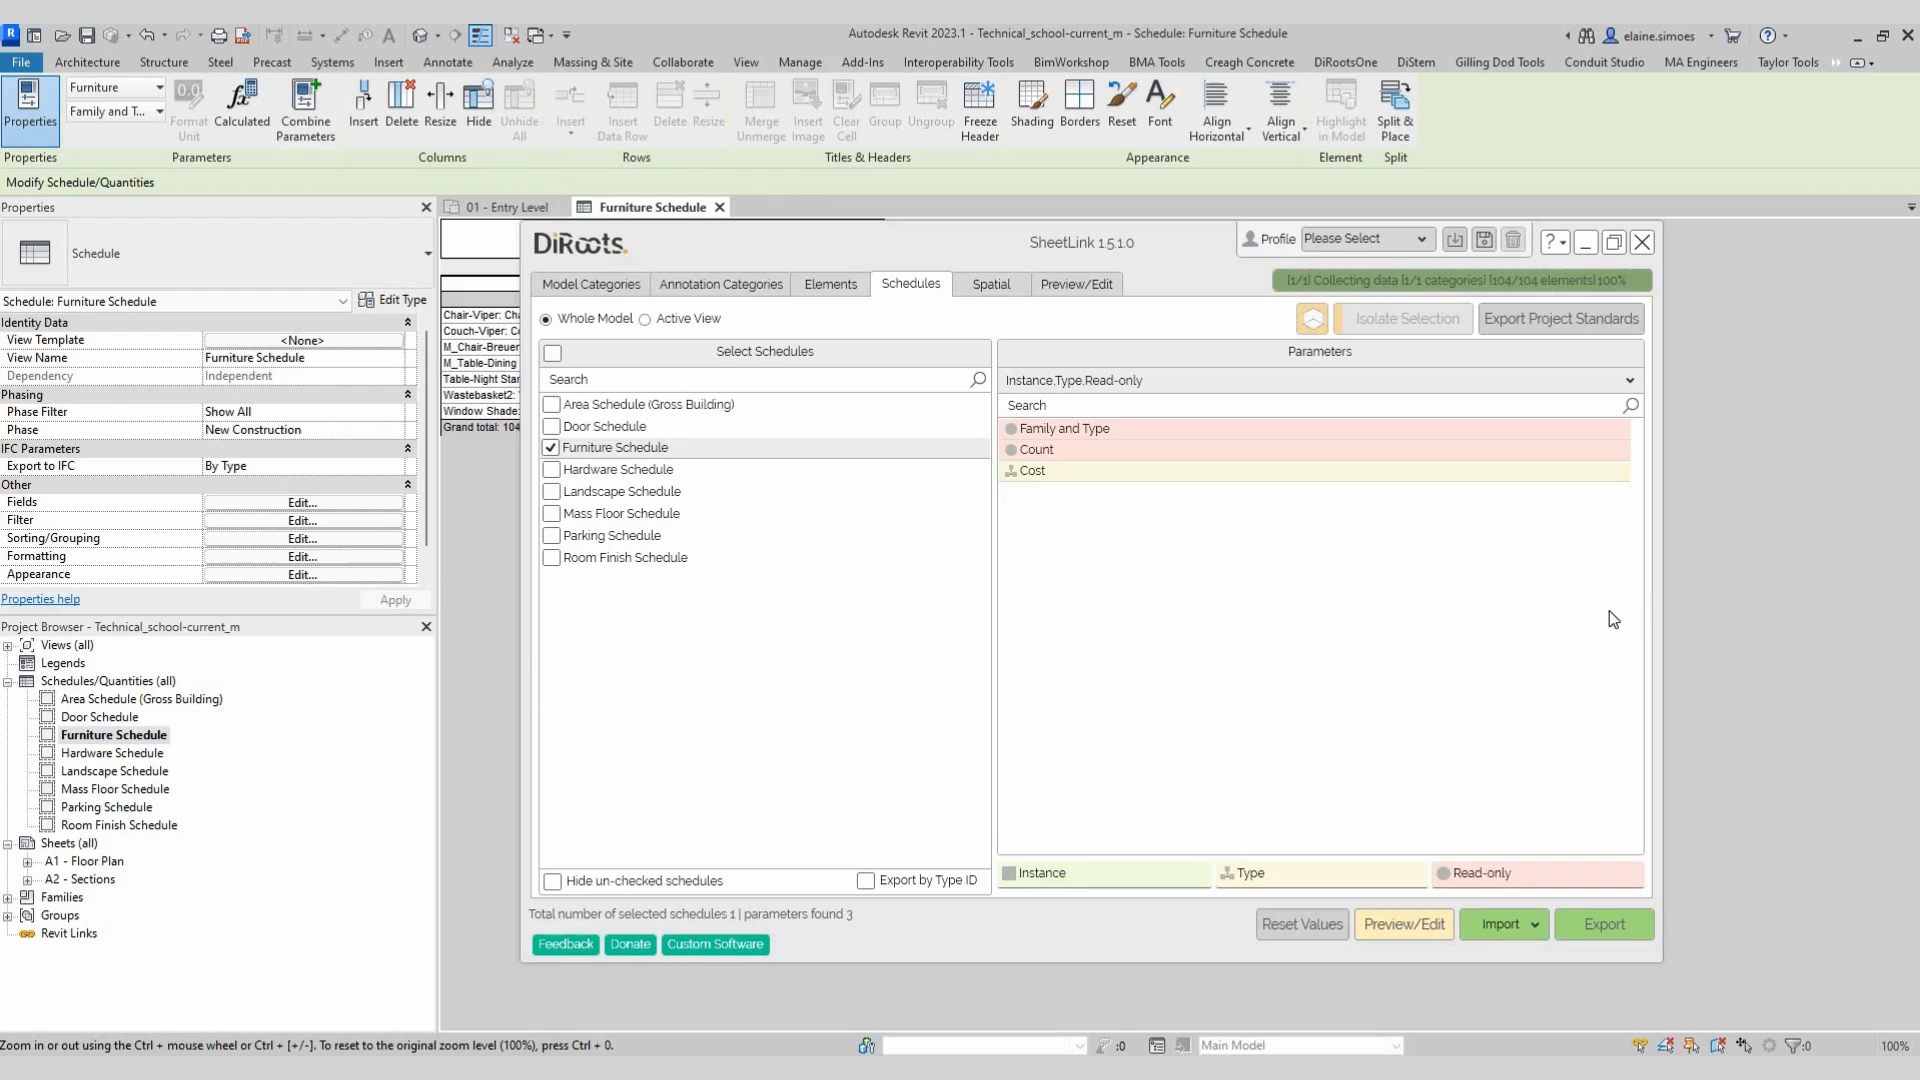 Autodesk Revit 2023.1 - Technical_school-current_m - Schedule: Furniture Schedule
elaine.simoes
File Architecture Structure Steel Precast Systems Insert Annotate Analyze Massing & Site Collaborate View Manage Add-Ins Interoperability Tools BimWorkshop BMA Tools Creagh Concrete DiRootsOne DiStem Gilling Dod Tools Conduit Studio MA Engineers Taylor Tools
Properties
Furniture
Family and T...
Format Unit
Calculated
Combine Parameters
Insert
Delete
Resize
Hide
Unhide All
Insert
Insert Data Row
Delete
Resize
Merge Unmerge
Insert Image
Clear Cell
Group
Ungroup
Freeze Header
Shading
Borders
Reset
Font
Align Horizontal
Align Vertical
Highlight in Model
Split & Place
Properties Parameters Columns Rows Titles & Headers Appearance Element Split
Modify Schedule/Quantities
Properties
Schedule
Schedule: Furniture Schedule
Edit Type
Identity Data
View Template <None>
View Name Furniture Schedule
Dependency Independent
Phasing
Phase Filter Show All
Phase New Construction
IFC Parameters
Export to IFC By Type
Other
Fields Edit...
Filter Edit...
Sorting/Grouping Edit...
Formatting Edit...
Appearance Edit...
Properties help
Apply
Project Browser - Technical_school-current_m
Views (all)
Legends
Schedules/Quantities (all)
Area Schedule (Gross Building)
Door Schedule
Furniture Schedule
Hardware Schedule
Landscape Schedule
Mass Floor Schedule
Parking Schedule
Room Finish Schedule
Sheets (all)
A1 - Floor Plan
A2 - Sections
Families
Groups
Revit Links
01 - Entry Level
Furniture Schedule
Chair-Viper: Cha
Couch-Viper: Co
M_Chair-Breuer
M_Table-Dining
Table-Night Stan
Wastebasket2:
Window Shade:
Grand total: 104
DiRoots.
SheetLink 1.5.1.0
Profile Please Select
Model Categories Annotation Categories Elements Schedules Spatial Preview/Edit
[1/1] Collecting data [1/1 categories] [104/104 elements] 100%
Whole Model Active View
Isolate Selection
Export Project Standards
Select Schedules
Search
Area Schedule (Gross Building)
Door Schedule
Furniture Schedule
Hardware Schedule
Landscape Schedule
Mass Floor Schedule
Parking Schedule
Room Finish Schedule
Hide un-checked schedules
Export by Type ID
Parameters
Instance,Type,Read-only
Search
Family and Type
Count
Cost
Instance
Type
Read-only
Total number of selected schedules 1 | parameters found 3
Feedback
Donate
Custom Software
Reset Values
Preview/Edit
Import
Export
Zoom in or out using the Ctrl + mouse wheel or Ctrl + [+/-]. To reset to the original zoom level (100%), press Ctrl + 0.
:0
Main Model
:0
100%